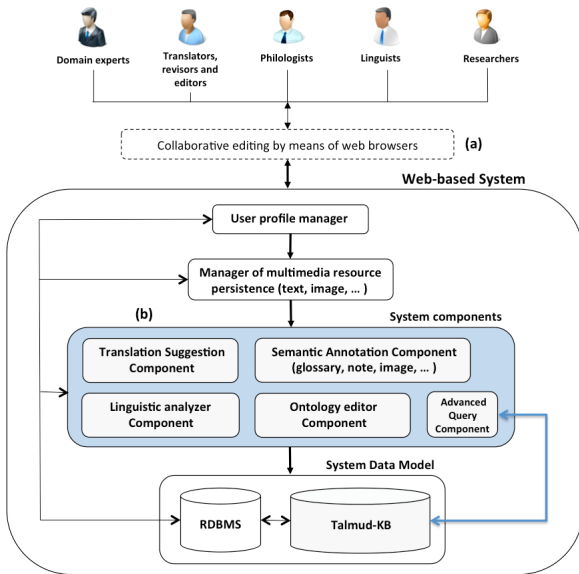 Domain experts
Translators,
revisors and
editors
Philologists
Linguists
Researchers
Collaborative editing by means of web browsers
(a)
Web-based System
User profile manager
Manager of multimedia resource
persistence (text, image, ... )
(b)
System components
Translation Suggestion
Component
Semantic Annotation Component
(glossary, note, image, ... )
Linguistic analyzer
Component
Ontology editor
Component
Advanced
Query
Component
System Data Model
RDBMS
Talmud-KB